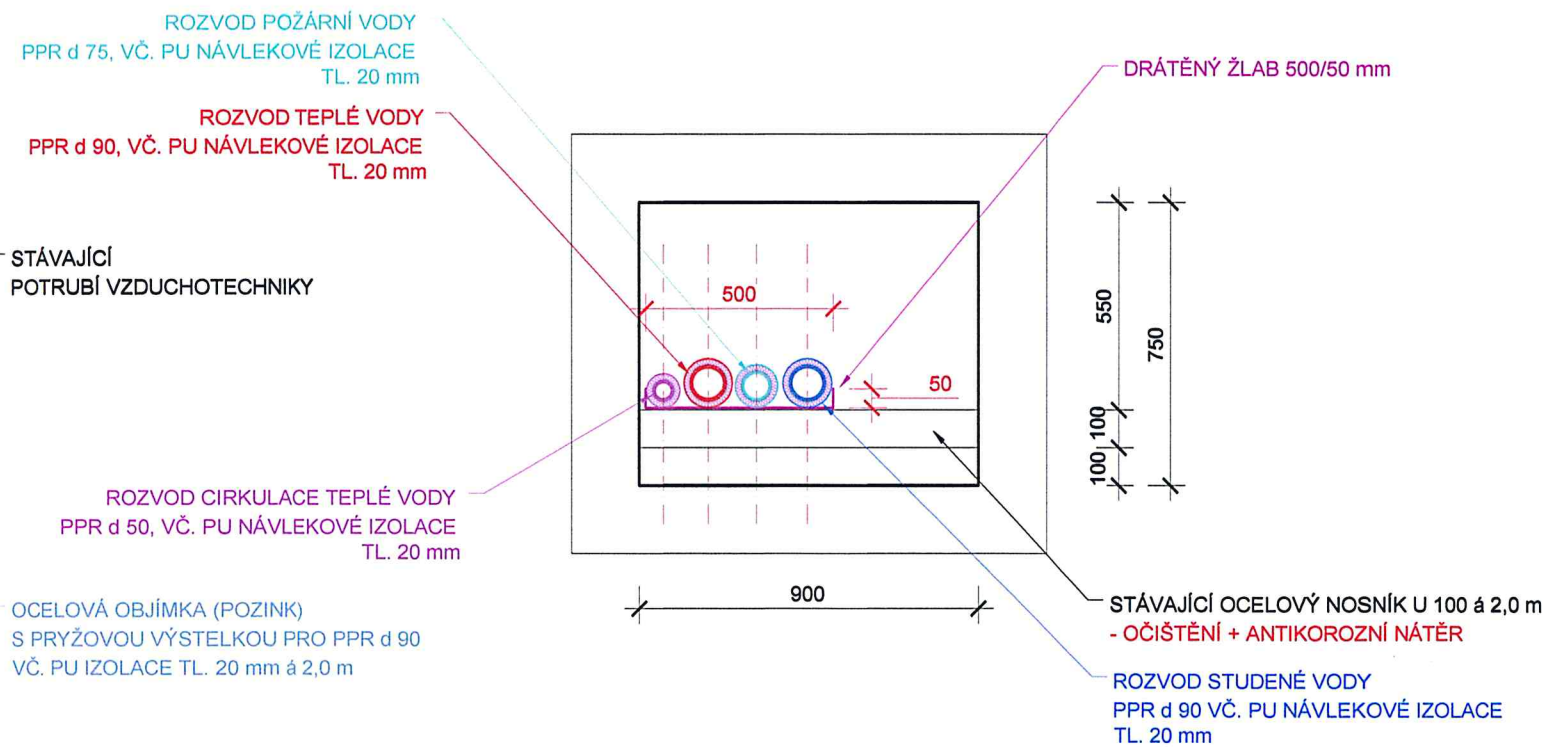 ROZVOD POŽÁRNÍ VODY
PPR d 75, VČ. PU NÁVLEKOVÉ IZOLACE
TL. 20 mm
ROZVOD TEPLÉ VODY
PPR d 90, VČ. PU NÁVLEKOVÉ IZOLACE
TL. 20 mm
STÁVAJÍCÍ
POTRUBÍ VZDUCHOTECHNIKY
ROZVOD CIRKULACE TEPLÉ VODY
PPR d 50, VČ. PU NÁVLEKOVÉ IZOLACE
TL. 20 mm
OCELOVÁ OBJÍMKA (POZINK)
S PRYŽOVOU VÝSTELKOU PRO PPR d 90
VČ. PU IZOLACE TL. 20 mm á 2,0 m
500
50
900
DRÁTĚNÝ ŽLAB 500/50 mm
550
750
100
100
STÁVAJÍCÍ OCELOVÝ NOSNÍK U 100 á 2,0 m
- OČIŠTĚNÍ + ANTIKOROZNÍ NÁTĚR
ROZVOD STUDENÉ VODY
PPR d 90 VČ. PU NÁVLEKOVÉ IZOLACE
TL. 20 mm